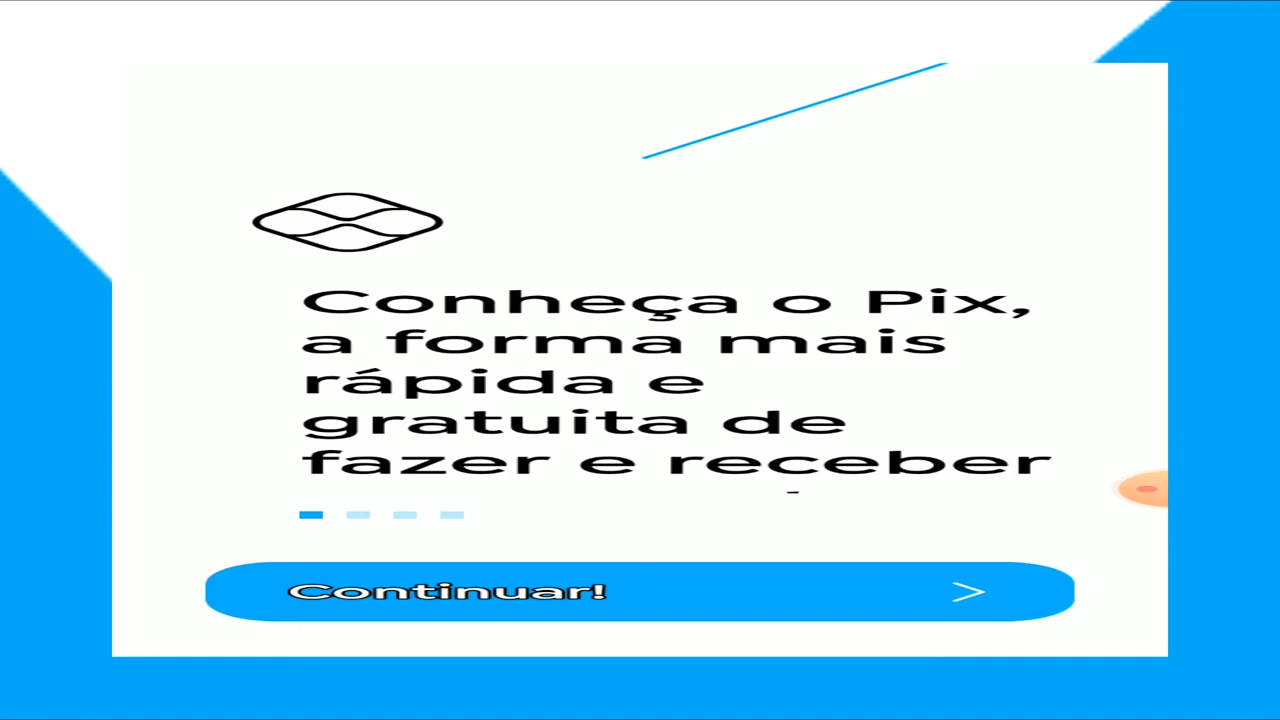 Conheça o Pix,
a forma mais
rápida e
gratuita de
fazer e receber
Continuar!